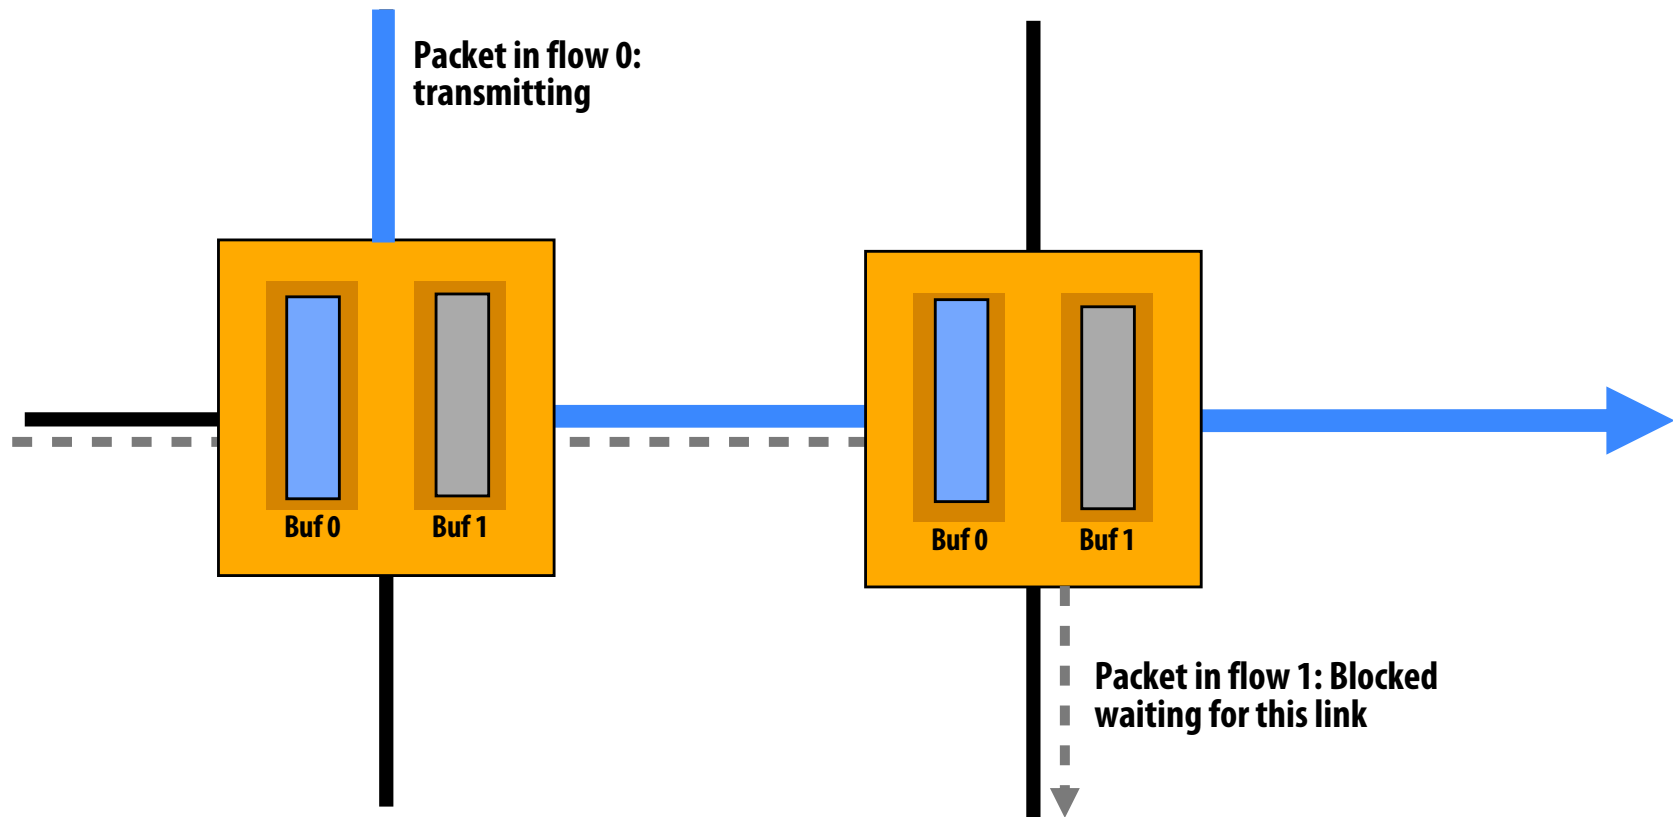 Packet in flow 0:
transmitting
Buf 0
Buf 1
Buf 0
Buf 1
Packet in flow 1: Blocked
waiting for this link